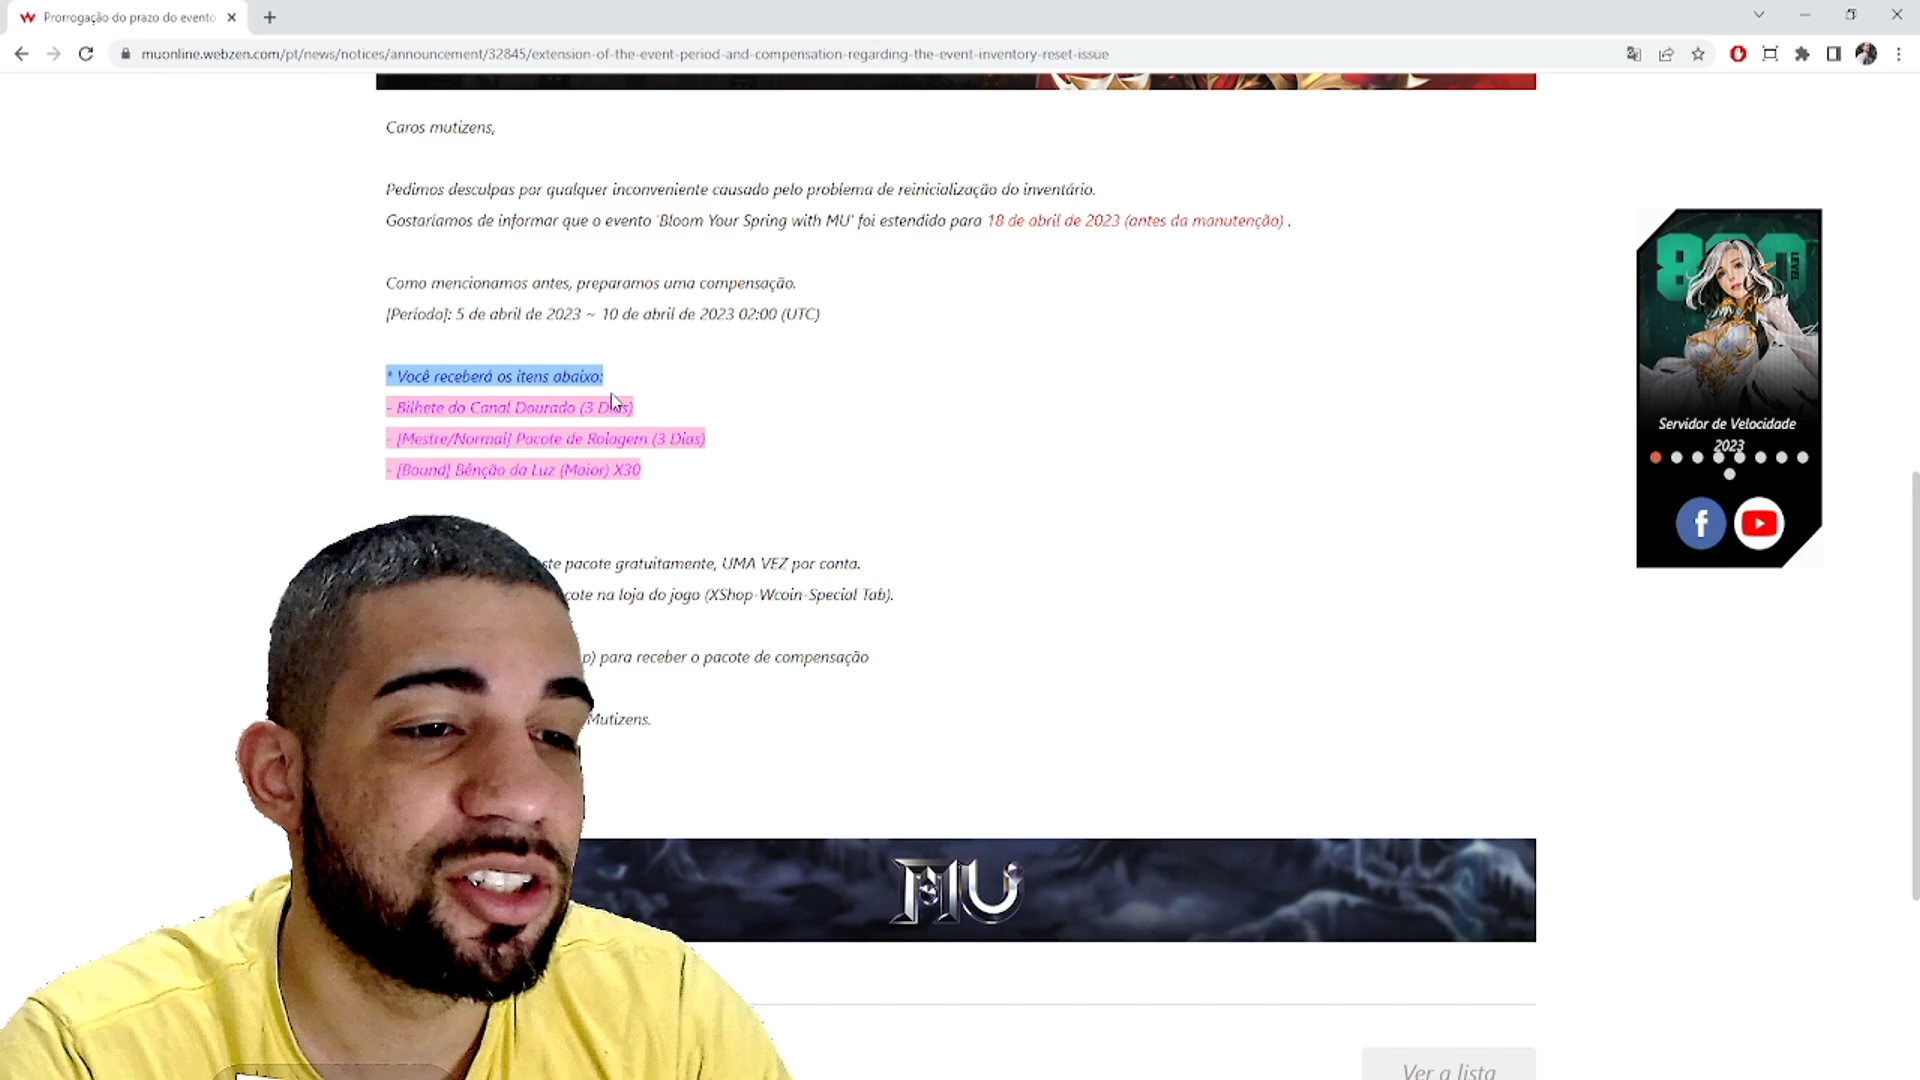 Prorrogação do prazo do evento
muonline.webzen.com/pt/news/notices/announcement/32845/extension-of-the-event-period-and-compensation-regarding-the-event-inventory-reset-issue
Caros mutizens,
Pedimos desculpas por qualquer inconveniente causado pelo problema de reinicialização do inventário.
Gostaríamos de informar que o evento 'Bloom Your Spring with MU' foi estendido para 18 de abril de 2023 (antes da manutenção) .
Como mencionamos antes, preparamos uma compensação.
[Período]: 5 de abril de 2023 ~ 10 de abril de 2023 02:00 (UTC)
* Você receberá os itens abaixo:
- Bilhete do Canal Dourado (3 Dias)
- [Mestre/Normal] Pacote de Rolagem (3 Dias)
- [Bound] Bênção da Luz (Maior) X30
ste pacote gratuitamente, UMA VEZ por conta.
cote na loja do jogo (XShop-Wcoin-Special Tab).
p) para receber o pacote de compensação
Mutizens.
MU
Ver a lista
800
LEVEL
Servidor de Velocidade
2023